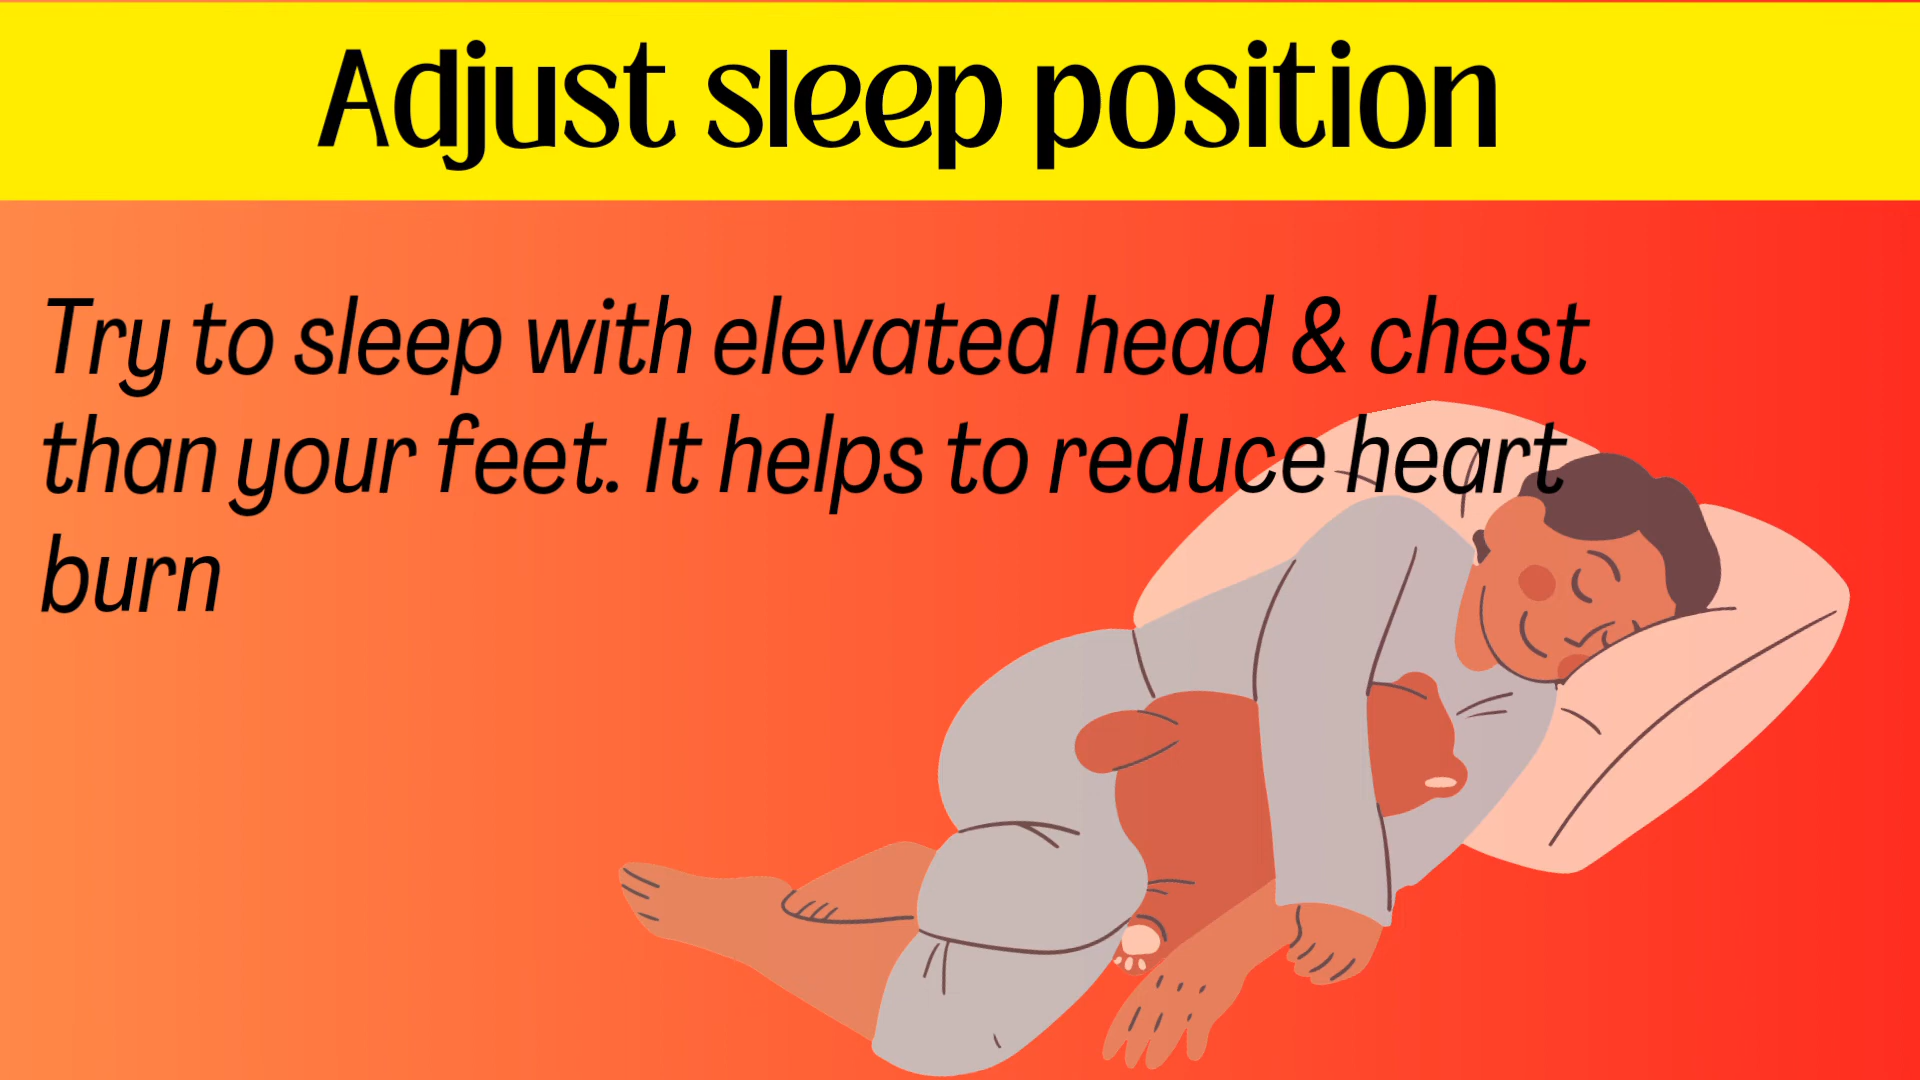 Adjust sleep position
Try to sleep with elevated head & chest
than your feet. It helps to reduce heart
burn